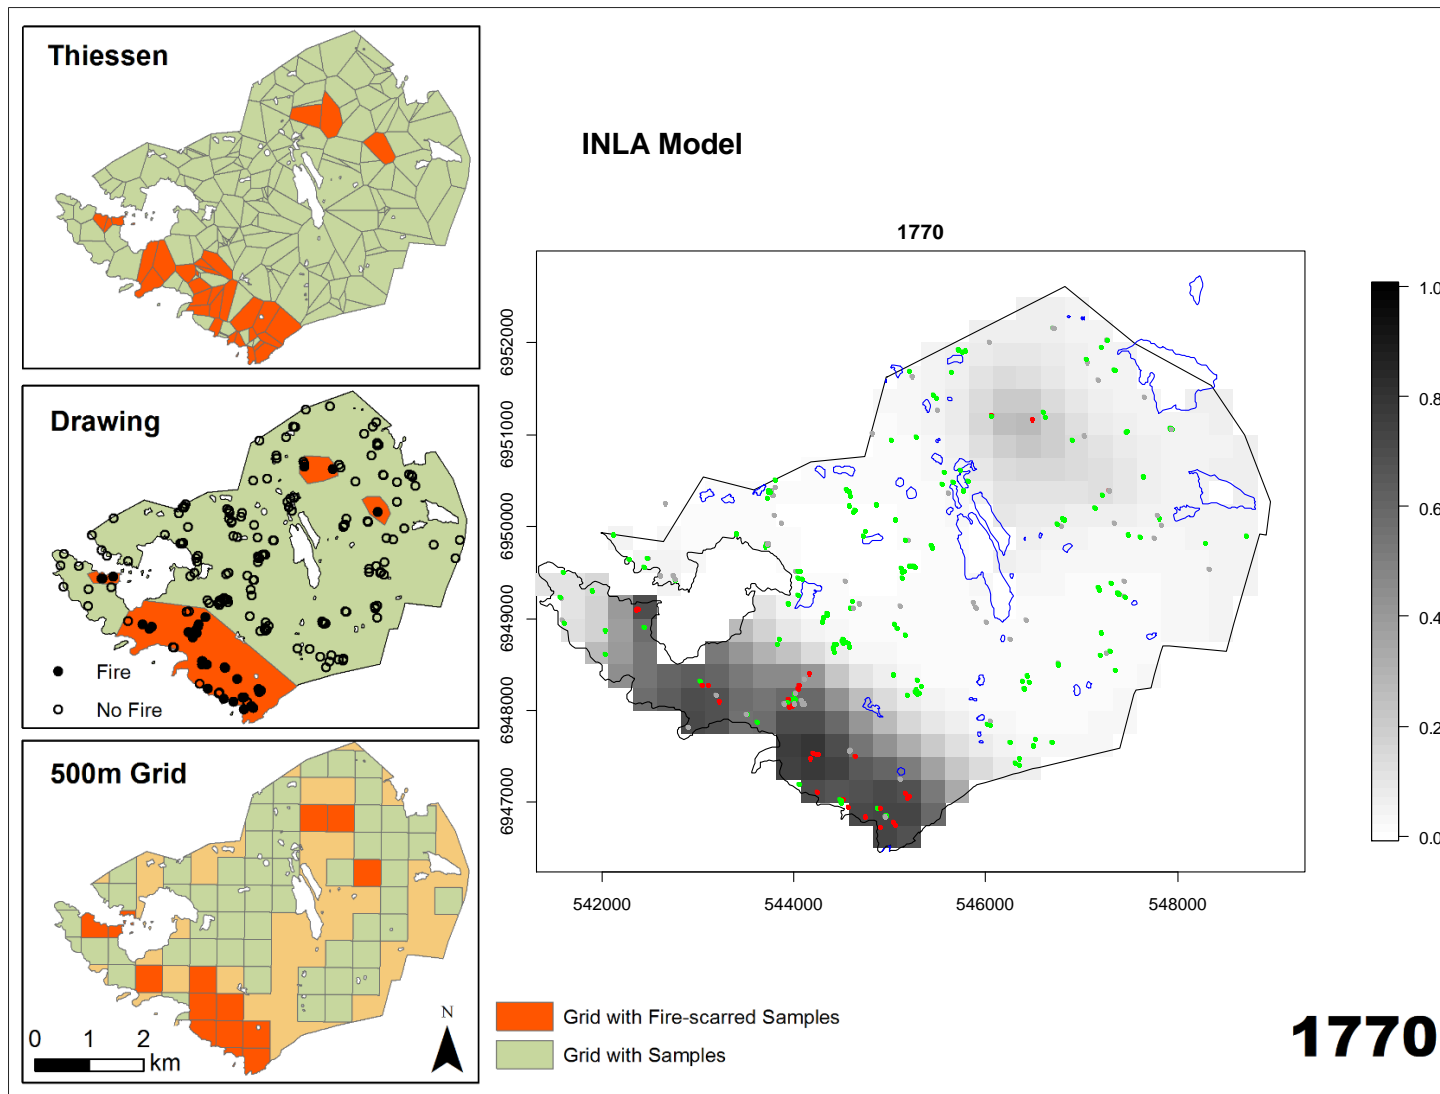 Thiessen
Drawing
Fire
No Fire
500m Grid
0 1 2
km
N
INLA Model
1770
6952000
6951000
6950000
6949000
6948000
6947000
542000 544000 546000 548000
1.0
0.8
0.6
0.4
0.2
0.0
Grid with Fire-scarred Samples
Grid with Samples
1770